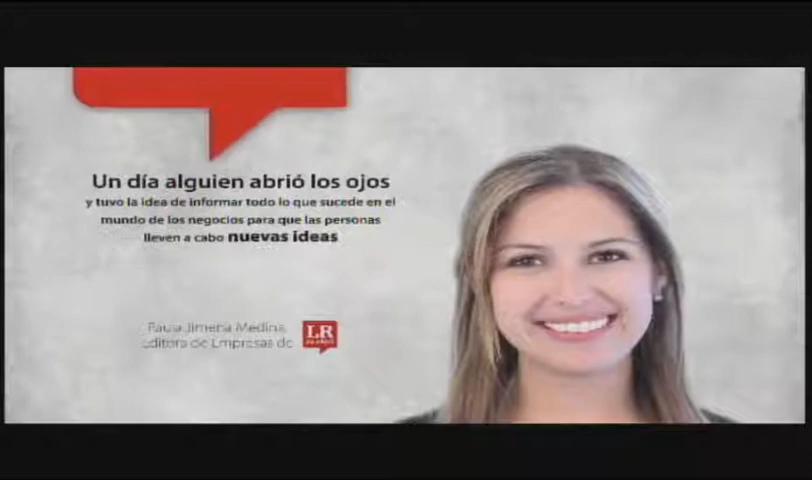 Un día alguien abrió los ojos
y tuvo la idea de informar todo lo que sucede en el
mundo de los negocios para que las personas
lleven a cabo nuevas ideas
Paula Jimena Medina,
Editora de Empresas de
LR